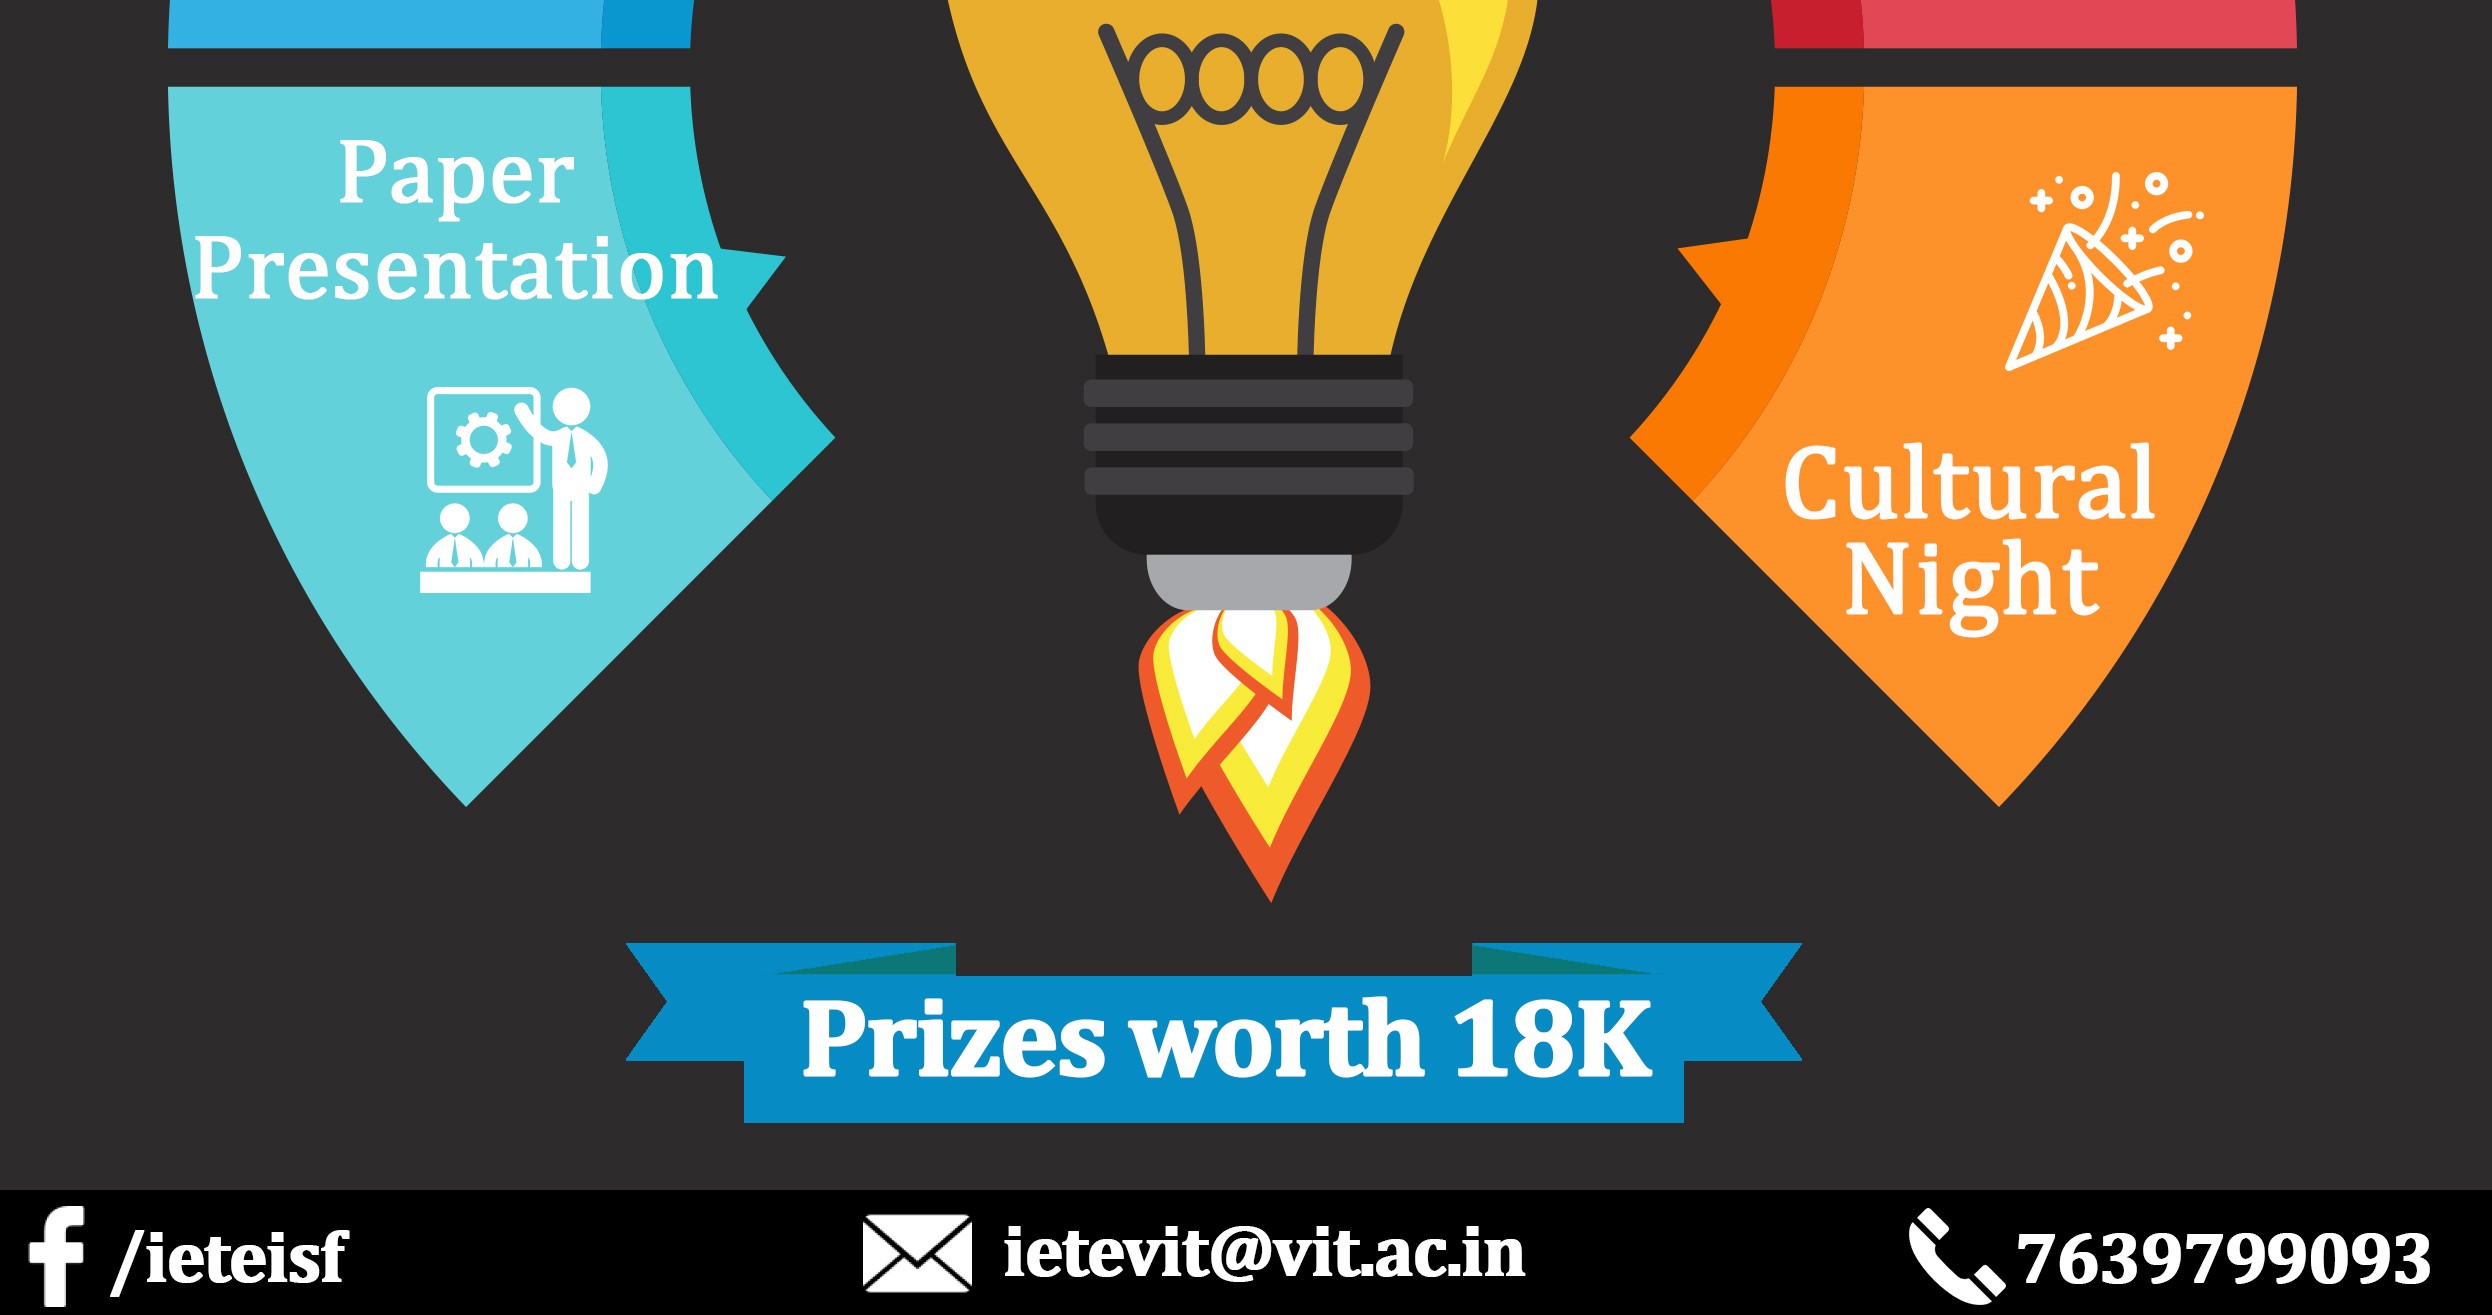 Paper
Presentation
Cultural
Night
Prizes worth 18K
/ieteisf
ietevit@vit.ac.in
7639799093